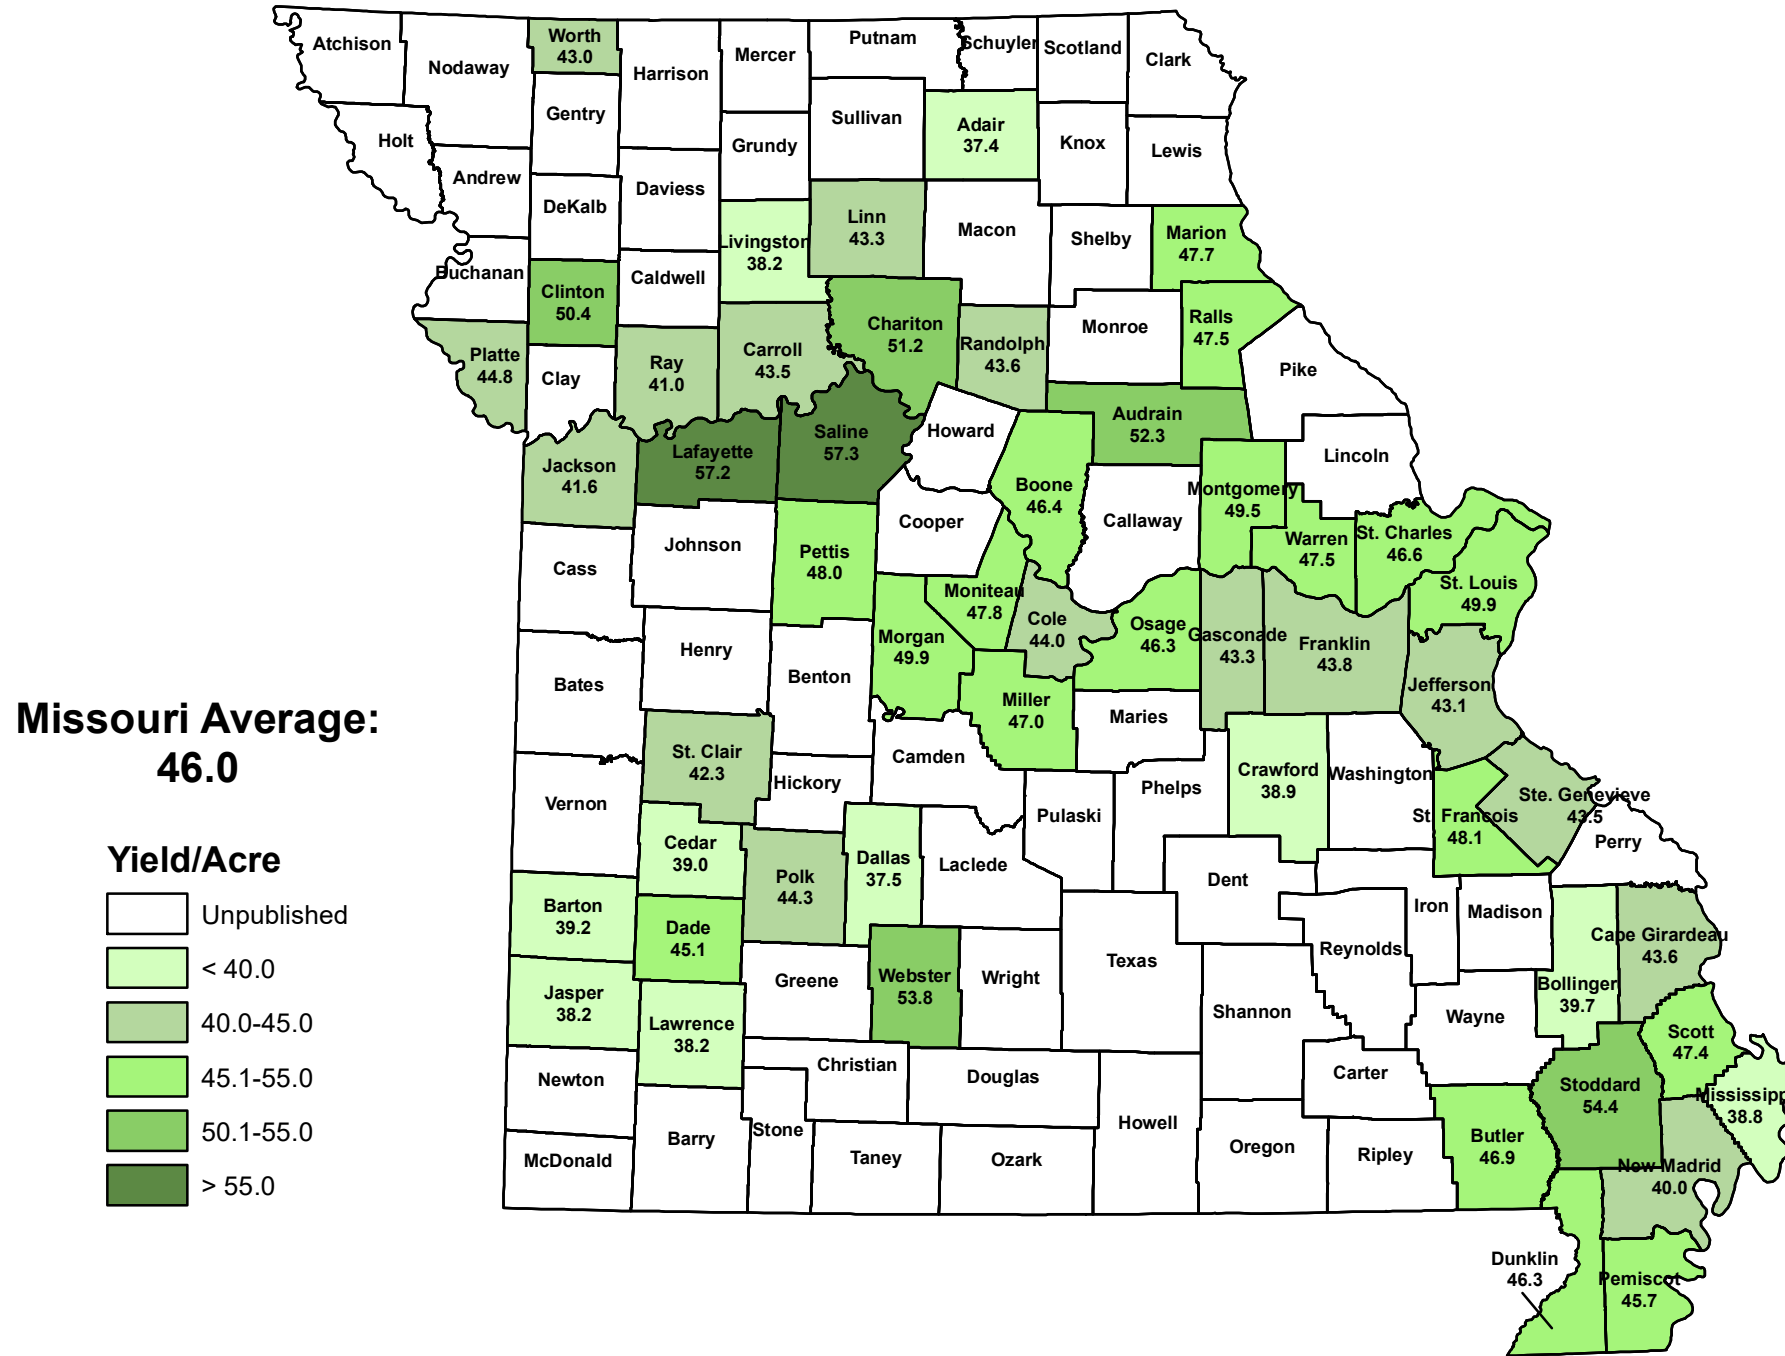 Atchison
Nodaway
Worth
43.0
Harrison
Mercer
Putnam
Schuyler
Scotland
Clark
Holt
Gentry
Grundy
Sullivan
Adair
37.4
Knox
Lewis
Andrew
DeKalb
Daviess
Livingston
38.2
Linn
43.3
Macon
Shelby
Marion
47.7
Buchanan
Clinton
50.4
Caldwell
Platte
44.8
Clay
Ray
41.0
Carroll
43.5
Chariton
51.2
Randolph
43.6
Monroe
Ralls
47.5
Pike
Jackson
41.6
Lafayette
57.2
Saline
57.3
Howard
Boone
46.4
Audrain
52.3
Callaway
Montgomery
49.5
Lincoln
Warren
47.5
St. Charles
46.6
St. Louis
49.9
Cass
Johnson
Pettis
48.0
Cooper
Moniteau
47.8
Cole
44.0
Osage
46.3
Gasconade
43.3
Franklin
43.8
Jefferson
43.1
Bates
Henry
Benton
Morgan
49.9
Miller
47.0
Maries
Missouri Average:
46.0
Vernon
St. Clair
42.3
Hickory
Camden
Pulaski
Phelps
Crawford
38.9
Washington
St. Francois
48.1
Ste. Genevieve
43.5
Perry
Cedar
39.0
Polk
44.3
Dallas
37.5
Laclede
Dent
Iron
Madison
Barton
39.2
Dade
45.1
Greene
Webster
53.8
Wright
Texas
Reynolds
Bollinger
39.7
Cape Girardeau
43.6
Jasper
38.2
Lawrence
38.2
Shannon
Wayne
Scott
47.4
Newton
Christian
Douglas
Carter
Stoddard
54.4
Mississipp
38.8
McDonald
Barry
Stone
Taney
Ozark
Howell
Oregon
Ripley
Butler
46.9
New Madrid
40.0
Dunklin
46.3
Pemiscot
45.7
Yield/Acre
Unpublished
< 40.0
40.0-45.0
45.1-55.0
50.1-55.0
> 55.0